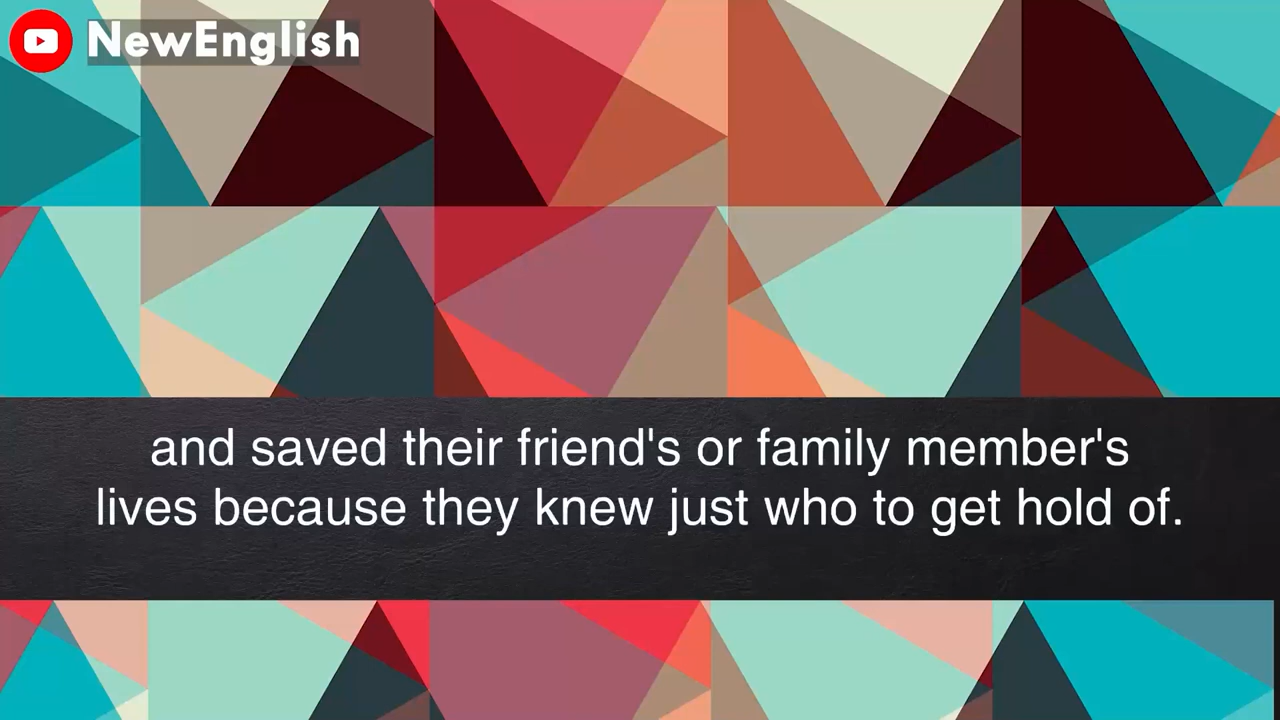 NewEnglish
and saved their friend's or family member's
lives because they knew just who to get hold of.